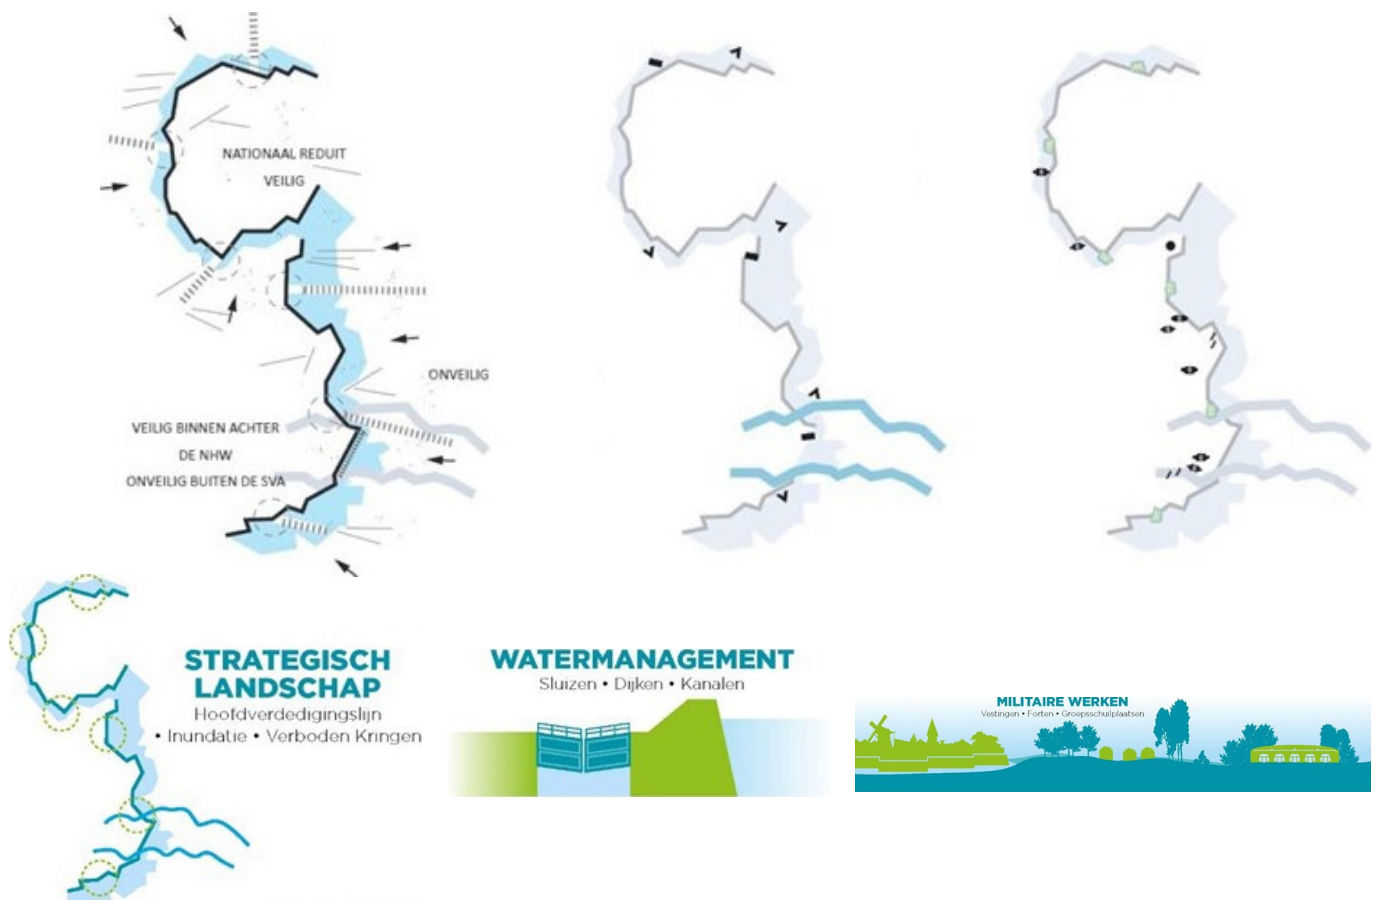 NATIONAAL REDUIT
VEILIG
ONVEILIG
VEILIG BINNEN ACHTER
DE NHW
ONVEILIG BUITEN DE SVA
STRATEGISCH
LANDSCHAP
Hoofdverdedigingslijn
• Inundatie • Verboden Kringen
WATERMANAGEMENT
Sluizen • Dijken • Kanalen
MILITAIRE WERKEN
Vestingen • Forten • Groepsschuilplaatsen